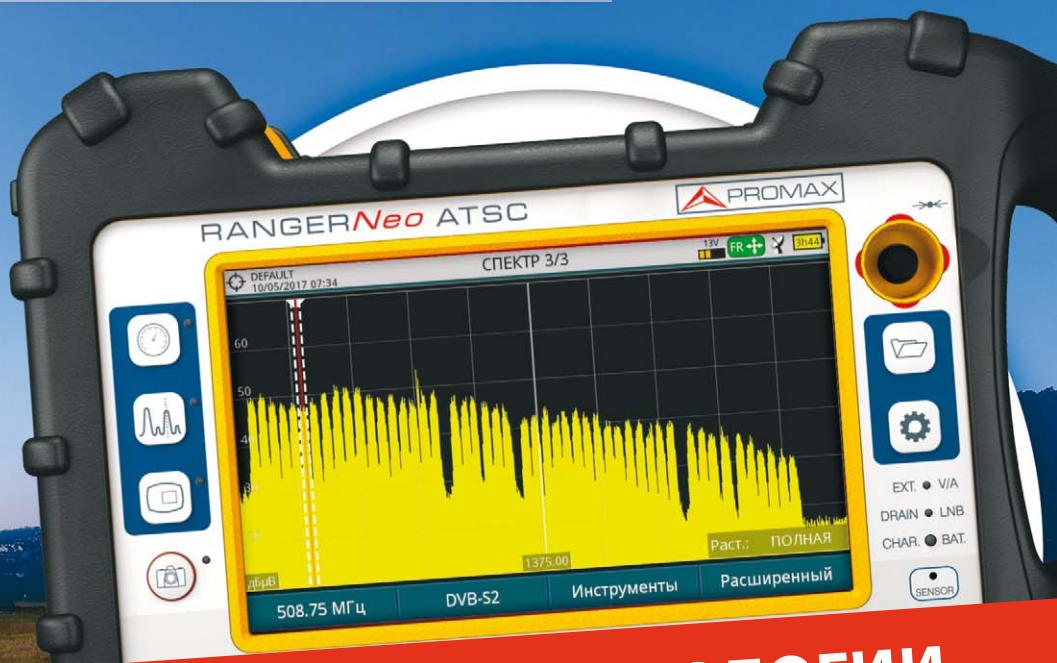 RANGERNeo ATSC
PROMAX
DEFAULT
10/05/2017 07:34
СПЕКТР 3/3
13V
FR
3h44
60
50
40
30
дбµВ
1375.00
Раст.: ПОЛНАЯ
508.75 МГц
DVB-S2
Инструменты
Расширенный
EXT. V/A
DRAIN LNB
CHAR. BAT.
SENSOR